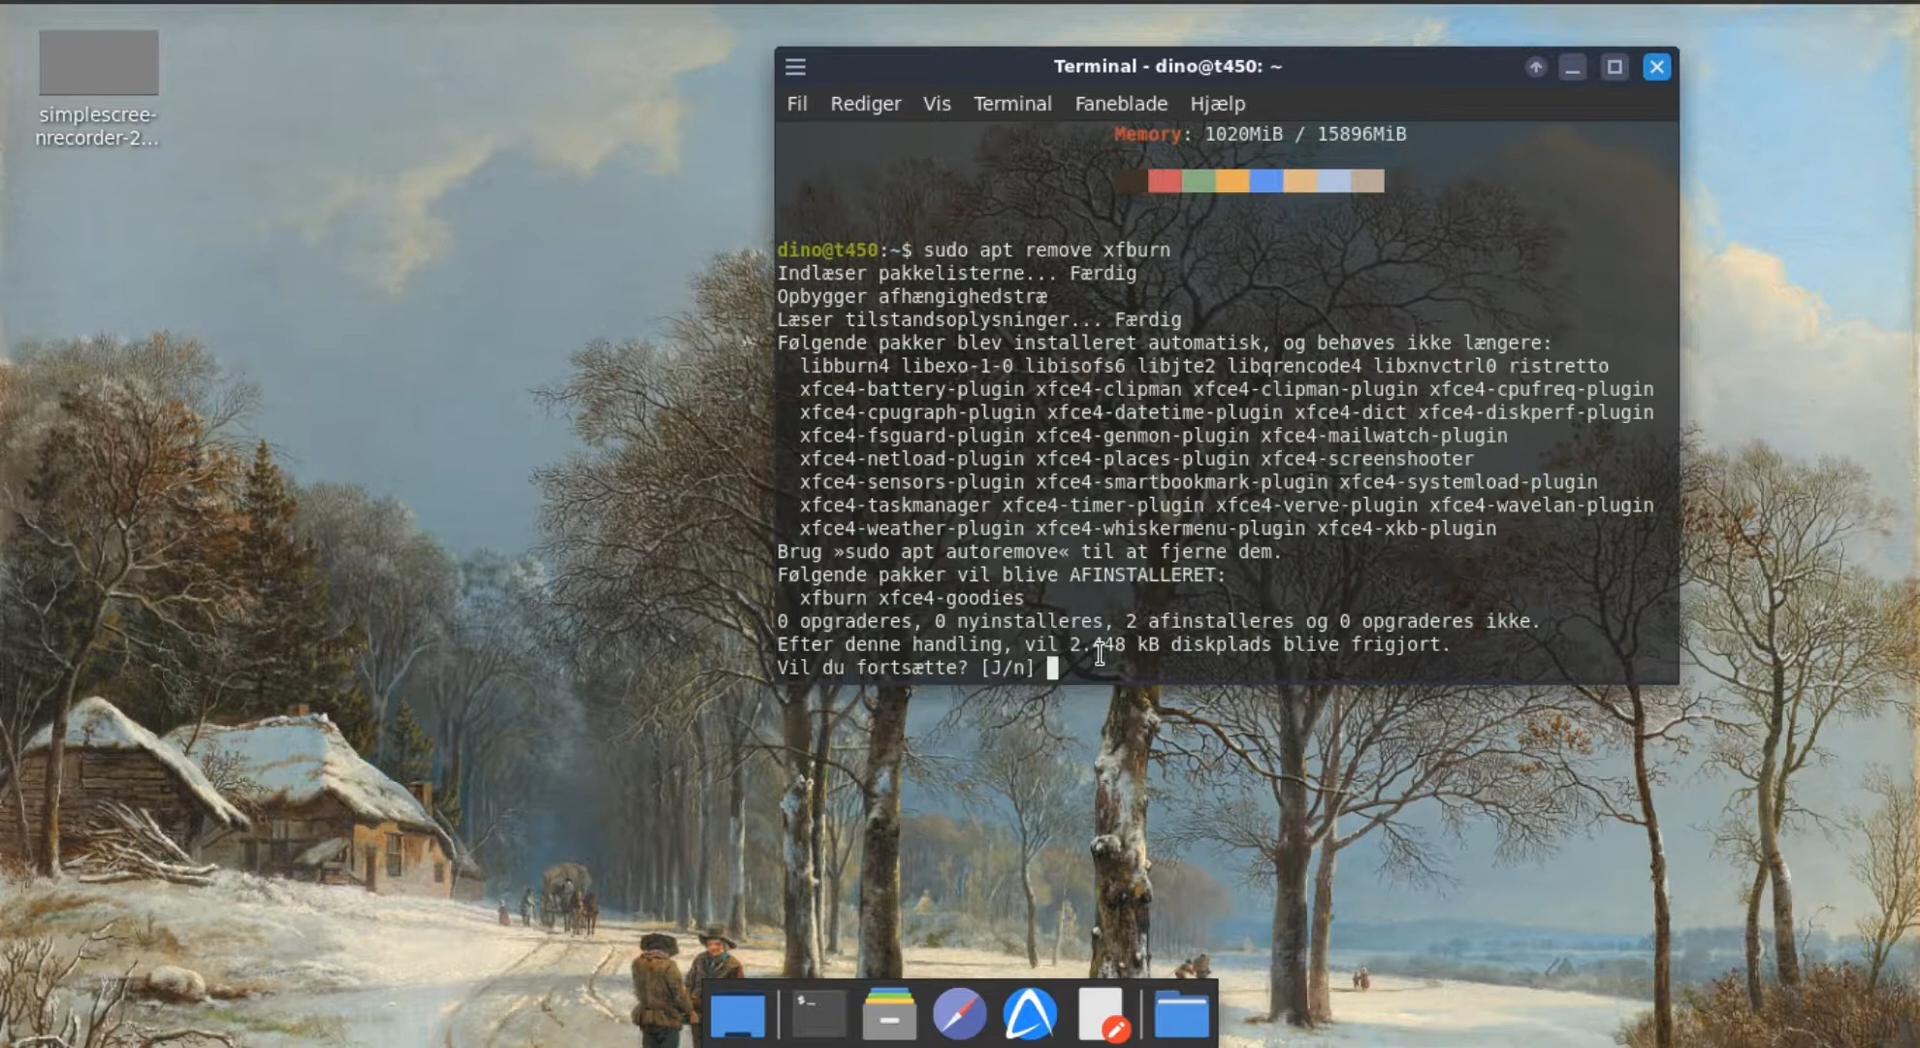 simplescree-
nrecorder-2...
Terminal - dino@t450: ~
Fil Rediger Vis Terminal Faneblade Hjælp
Memory: 1020MiB / 15896MiB
dino@t450:~$ sudo apt remove xfburn
Indlæser pakkelisterne... Færdig
Opbygger afhængighedstræ
Læser tilstandsoplysninger... Færdig
Følgende pakker blev installeret automatisk, og behøves ikke længere:
libburn4 libexo-1-0 libisofs6 libjte2 libqrencode4 libxnvctrl0 ristretto
xfce4-battery-plugin xfce4-clipman xfce4-clipman-plugin xfce4-cpufreq-plugin
xfce4-cpugraph-plugin xfce4-datetime-plugin xfce4-dict xfce4-diskperf-plugin
xfce4-fsguard-plugin xfce4-genmon-plugin xfce4-mailwatch-plugin
xfce4-netload-plugin xfce4-places-plugin xfce4-screenshooter
xfce4-sensors-plugin xfce4-smartbookmark-plugin xfce4-systemload-plugin
xfce4-taskmanager xfce4-timer-plugin xfce4-verve-plugin xfce4-wavelan-plugin
xfce4-weather-plugin xfce4-whiskermenu-plugin xfce4-xkb-plugin
Brug »sudo apt autoremove« til at fjerne dem.
Følgende pakker vil blive AFINSTALLERET:
xfburn xfce4-goodies
0 opgraderes, 0 nyinstalleres, 2 afinstalleres og 0 opgraderes ikke.
Efter denne handling, vil kB diskplads blive frigjort.
Vil du fortsætte? [J/n]
$-